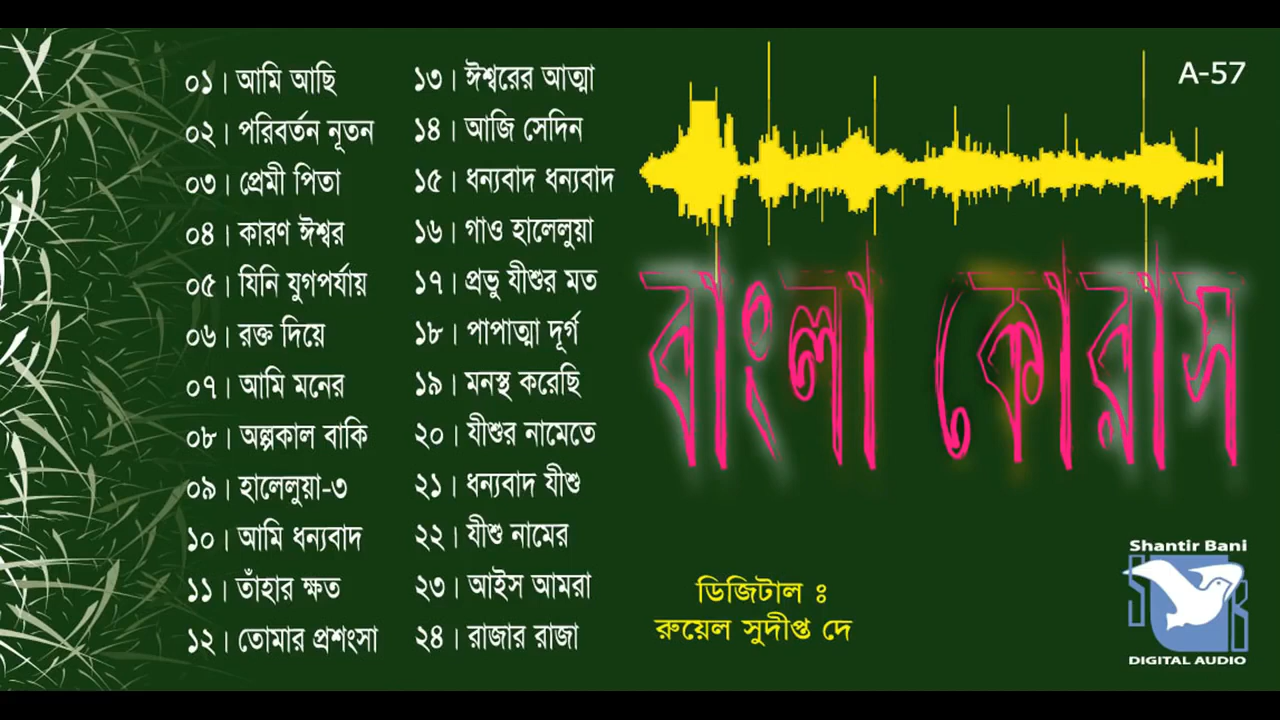 ০১। আমি আছি
০২। পরিবর্তন নূতন
০৩। প্রেমী পিতা
০৪। কারণ ঈশ্বর
০৫। যিনি যুগপর্যায়
০৬। রক্ত দিয়ে
০৭। আমি মনের
০৮। অল্পকাল বাকি
০৯। হালেলুয়া-৩
১০। আমি ধন্যবাদ
১১। তাঁহার ক্ষত
১২। তোমার প্রশংসা
১৩। ঈশ্বরের আত্মা
১৪। আজি সেদিন
১৫। ধন্যবাদ ধন্যবাদ
১৬। গাও হালেলুয়া
১৭। প্রভু যীশুর মত
১৮। পাপাত্মা দূর্গ
১৯। মনস্থ করেছি
২০। যীশুর নামেতে
২১। ধন্যবাদ যীশু
২২। যীশু নামের
২৩। আইস আমরা
২৪। রাজার রাজা
A-57
বাংলা কোরাস
ডিজিটাল ঃ
রুয়েল সুদীপ্ত দে
Shantir Bani
SBR
DIGITAL AUDIO